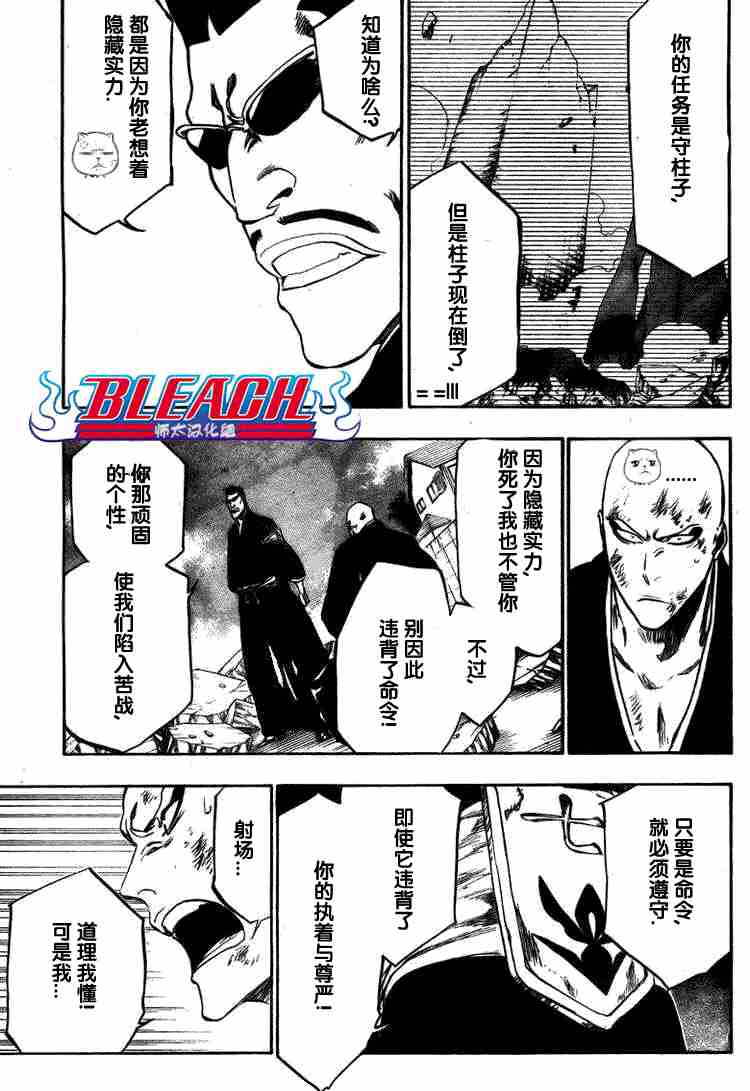 你的任务是守柱子,
但是柱子现在倒了,
= =|||
知道为
啥么?
都是因为你老想着
隐藏实力.
BLEACH
师太汉化组
......
因为隐藏实力,
你死了我也不管你
不过,
别因此
违背了命令!
你那顽固
的个性,
使我们陷入苦战,
只要是命令,
就必须遵守.
七
即使它违背了
你的执着与尊严!
射场...
道理我懂!
可是我...